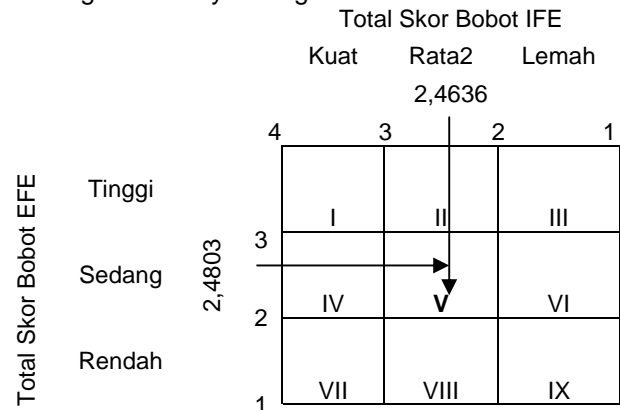 Total Skor Bobot IFE
Kuat Rata2 Lemah
2,4636
4 3 2 1
Total Skor Bobot EFE
Tinggi
I II III
3
Sedang
2,4803
IV V VI
2
Rendah
VII VIII IX
1